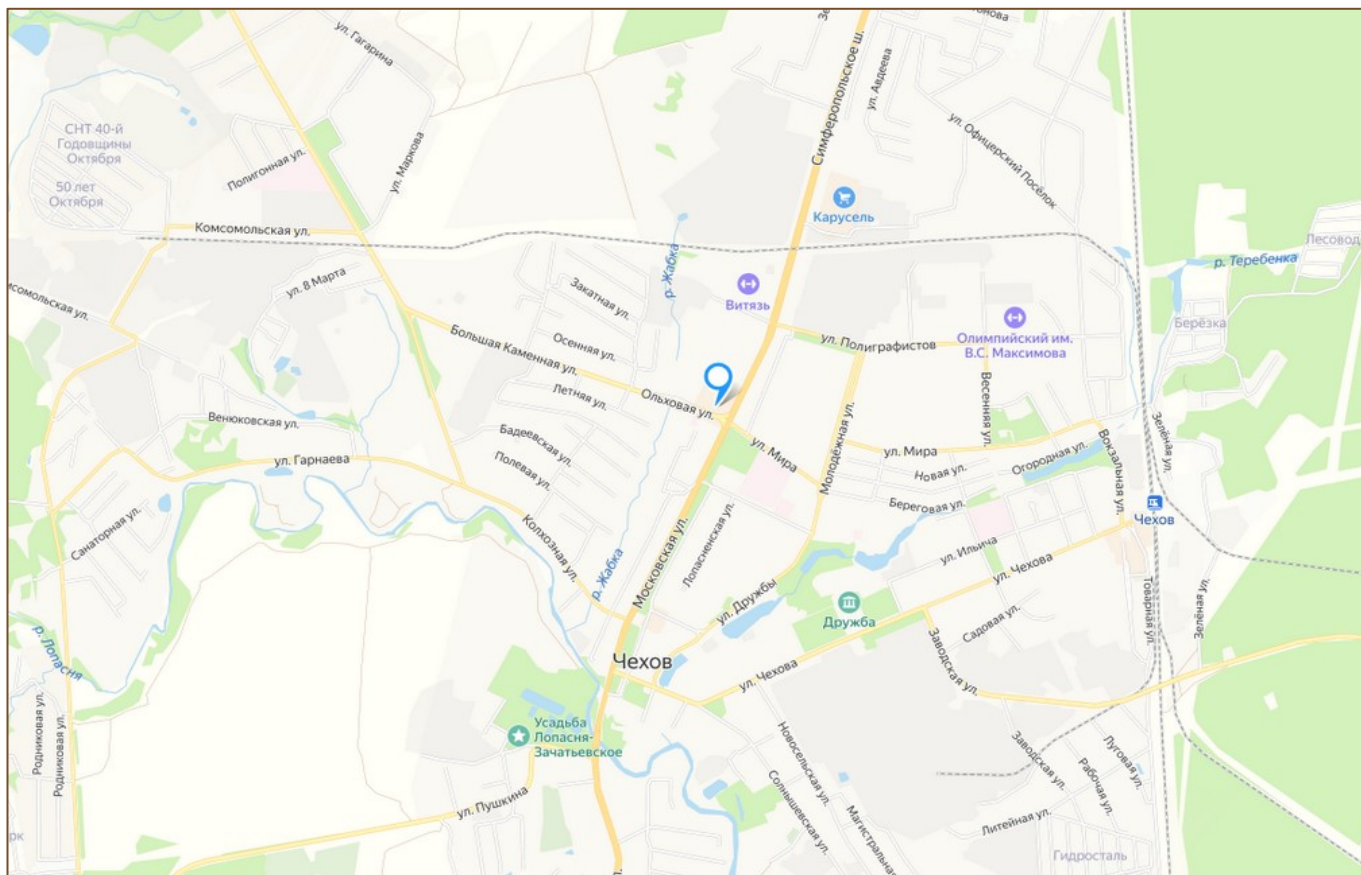 Зе
онова
ул. Гагарина
Симферопольское ш.
ул. Авдеева
СНТ 40-й
Годовщины
Октября
50 лет
Октября
Полигонная ул.
ул. Маркова
ул. Офицерский Посёлок
Карусель
Комсомольская ул.
Лесовод
р. Теребенка
р. Жабка
ул. 8 Марта
Закатная ул.
Витязь
омсомольская ул.
Берёзка
Осенняя ул.
Большая Каменная ул.
ул. Полиграфистов
Олимпийский им.
В.С. Максимова
Летняя ул.
Ольховая ул.
Весенняя ул.
Венюковская ул.
Бадеевская ул.
Молодёжная ул.
ул. Мира
ул. Мира
Вокзальная ул.
Зелёная ул.
ул. Гарнаева
Полевая ул.
Новая ул.
Огородная ул.
Береговая ул.
Чехов
Санаторная ул.
Колхозная ул.
Московская ул.
Лопасненская ул.
ул. Ильича
ул. Чехова
р. Жабка
ул. Дружбы
Дружба
Садовая ул.
Товарная ул.
Зелёная ул.
р. Лопасня
Чехов
ул. Чехова
Заводская ул.
Родниковая ул.
Родниковая ул.
Усадьба
Лопасня-
Зачатьевское
Новосельская ул.
Солнышевская ул.
Магистральная
Заводская ул.
Рабочая ул.
Луговая ул.
ул. Пушкина
Литейная ул.
рк
Гидросталь